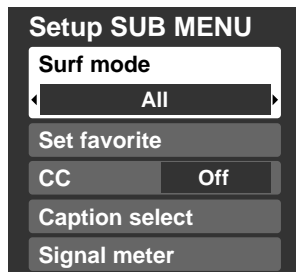 Setup SUB MENU
Surf mode
All
Set favorite
CC Off
Caption select
Signal meter